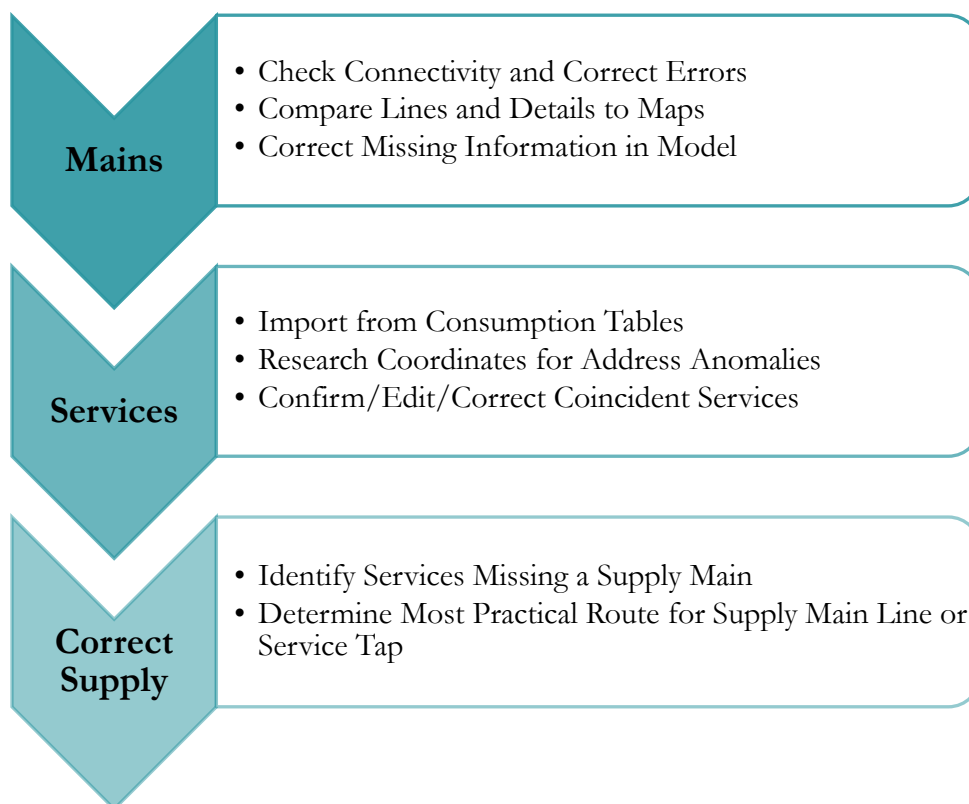 Mains
• Check Connectivity and Correct Errors
• Compare Lines and Details to Maps
• Correct Missing Information in Model
Services
• Import from Consumption Tables
• Research Coordinates for Address Anomalies
• Confirm/Edit/Correct Coincident Services
Correct
Supply
• Identify Services Missing a Supply Main
• Determine Most Practical Route for Supply Main Line or
Service Tap